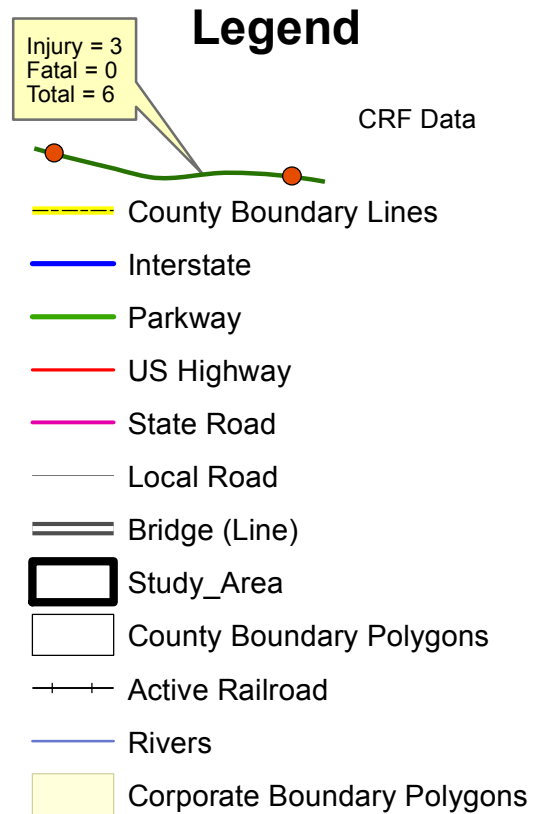 Legend
Injury = 3
Fatal = 0
Total = 6
CRF Data
County Boundary Lines
Interstate
Parkway
US Highway
State Road
Local Road
Bridge (Line)
Study_Area
County Boundary Polygons
Active Railroad
Rivers
Corporate Boundary Polygons